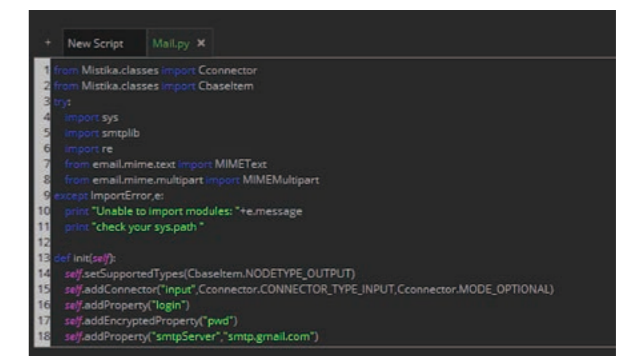 + New Script Mail.py ✕
1 from Mistika.classes import Cconnector
2 from Mistika.classes import CbaseItem
3 try:
4 import sys
5 import smtplib
6 import re
7 from email.mime.text import MIMEText
8 from email.mime.multipart import MIMEMultipart
9 except ImportError,e:
10 print "Unable to import modules: "+e.message
11 print "check your sys.path "
12
13 def init(self):
14 self.setSupportedTypes(CbaseItem.NODETYPE_OUTPUT)
15 self.addConnector("input",Cconnector.CONNECTOR_TYPE_INPUT,Cconnector.MODE_OPTIONAL)
16 self.addProperty("login")
17 self.addEncryptedProperty("pwd")
18 self.addProperty("smtpServer","smtp.gmail.com")